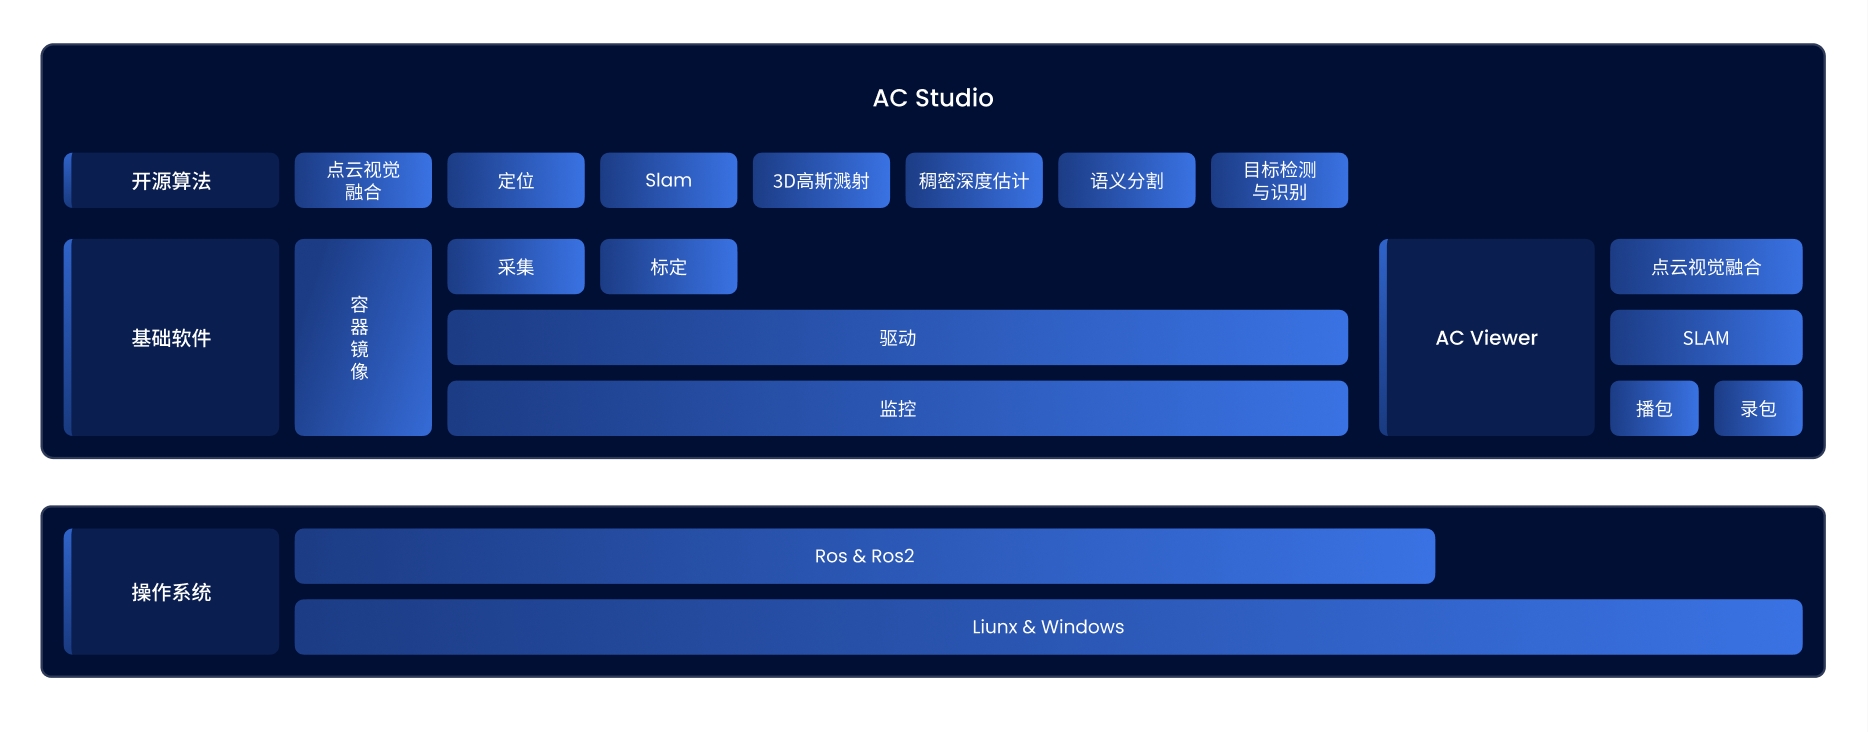 AC Studio
开源算法
点云视觉
融合
定位
Slam
3D高斯溅射
稠密深度估计
语义分割
目标检测
与识别
基础软件
容
器
镜
像
采集
标定
驱动
监控
AC Viewer
点云视觉融合
SLAM
播包
录包
操作系统
Ros & Ros2
Liunx & Windows